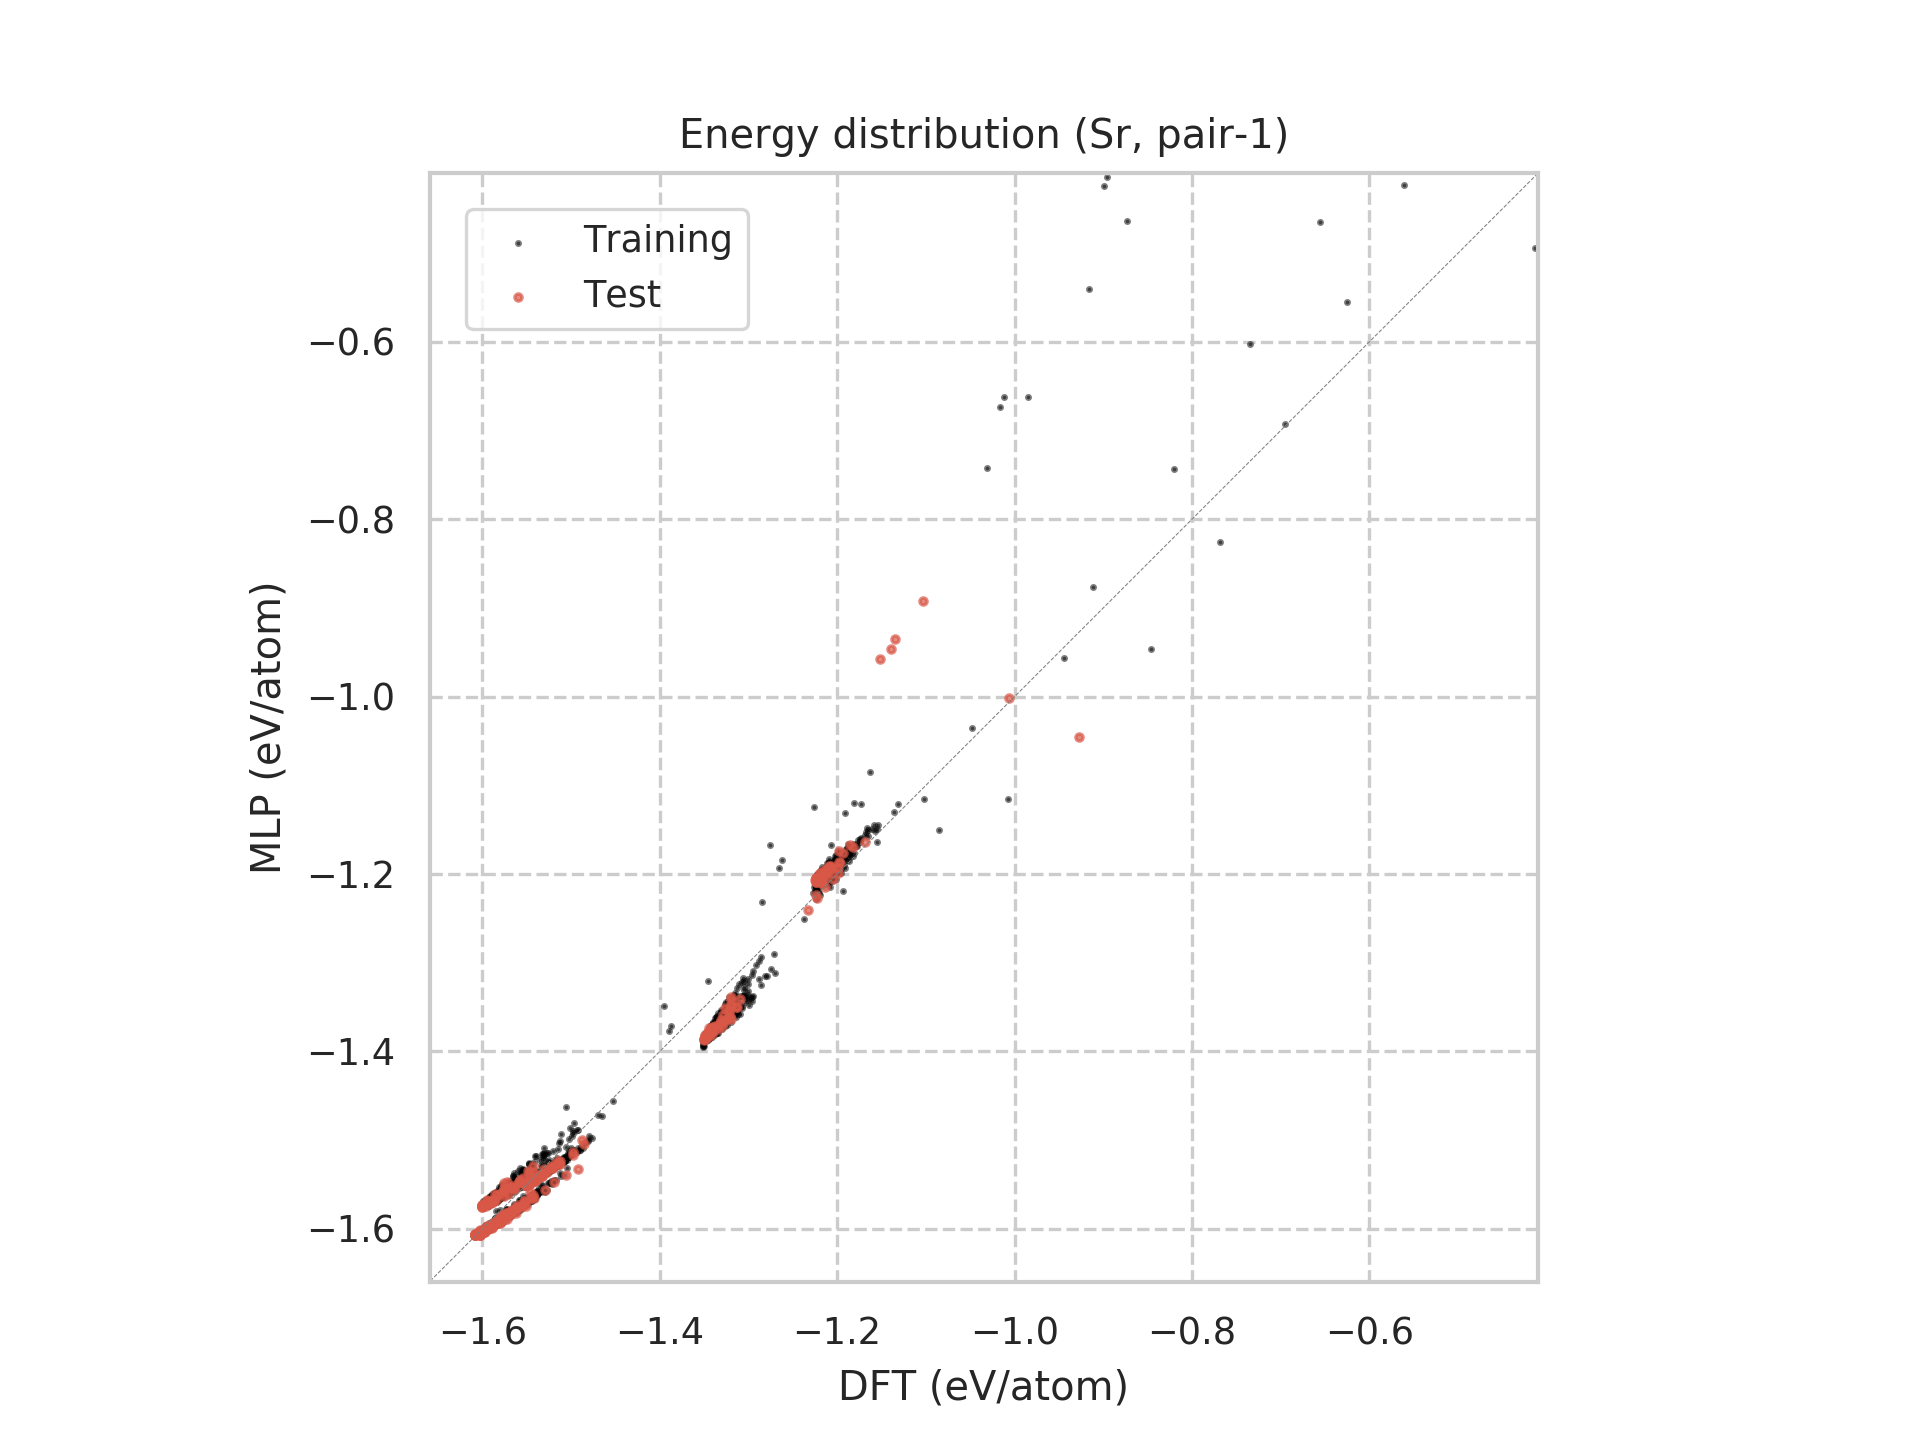 Energy distribution (Sr, pair-1)
Training
Test
−0.6
−0.8
−1.0
−1.2
−1.4
−1.6
MLP (eV/atom)
−1.6 −1.4 −1.2 −1.0 −0.8 −0.6
DFT (eV/atom)